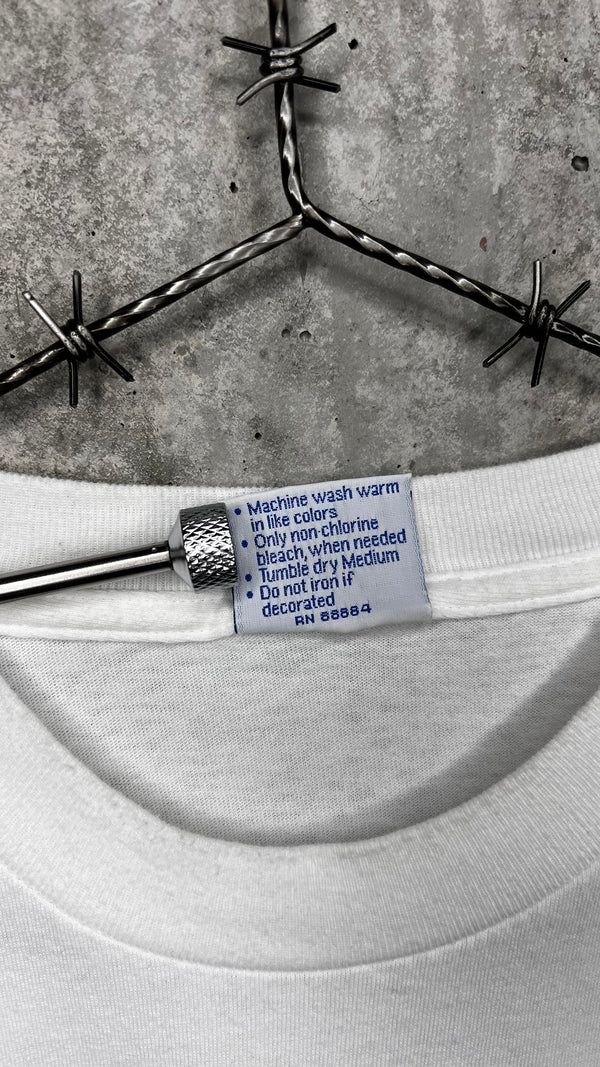 • Machine wash warm
in like colors
• Only non-chlorine
bleach, when needed
• Tumble dry Medium
• Do not iron if
decorated
RN 88884